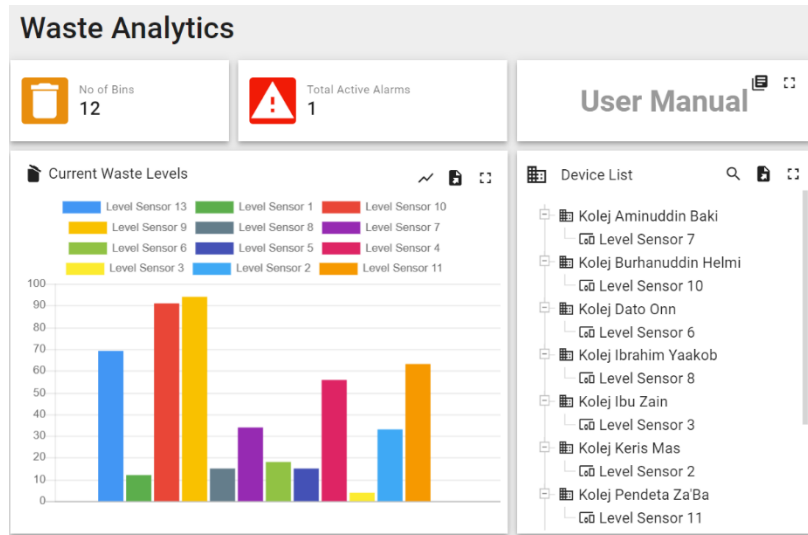 Waste Analytics
No of Bins
12
Total Active Alarms
1
User Manual
Current Waste Levels
Level Sensor 13 Level Sensor 1 Level Sensor 10
Level Sensor 9 Level Sensor 8 Level Sensor 7
Level Sensor 6 Level Sensor 5 Level Sensor 4
Level Sensor 3 Level Sensor 2 Level Sensor 11
100
90
80
70
60
50
40
30
20
10
0
Device List
Kolej Aminuddin Baki
Level Sensor 7
Kolej Burhanuddin Helmi
Level Sensor 10
Kolej Dato Onn
Level Sensor 6
Kolej Ibrahim Yaakob
Level Sensor 8
Kolej Ibu Zain
Level Sensor 3
Kolej Keris Mas
Level Sensor 2
Kolej Pendeta Za'Ba
Level Sensor 11